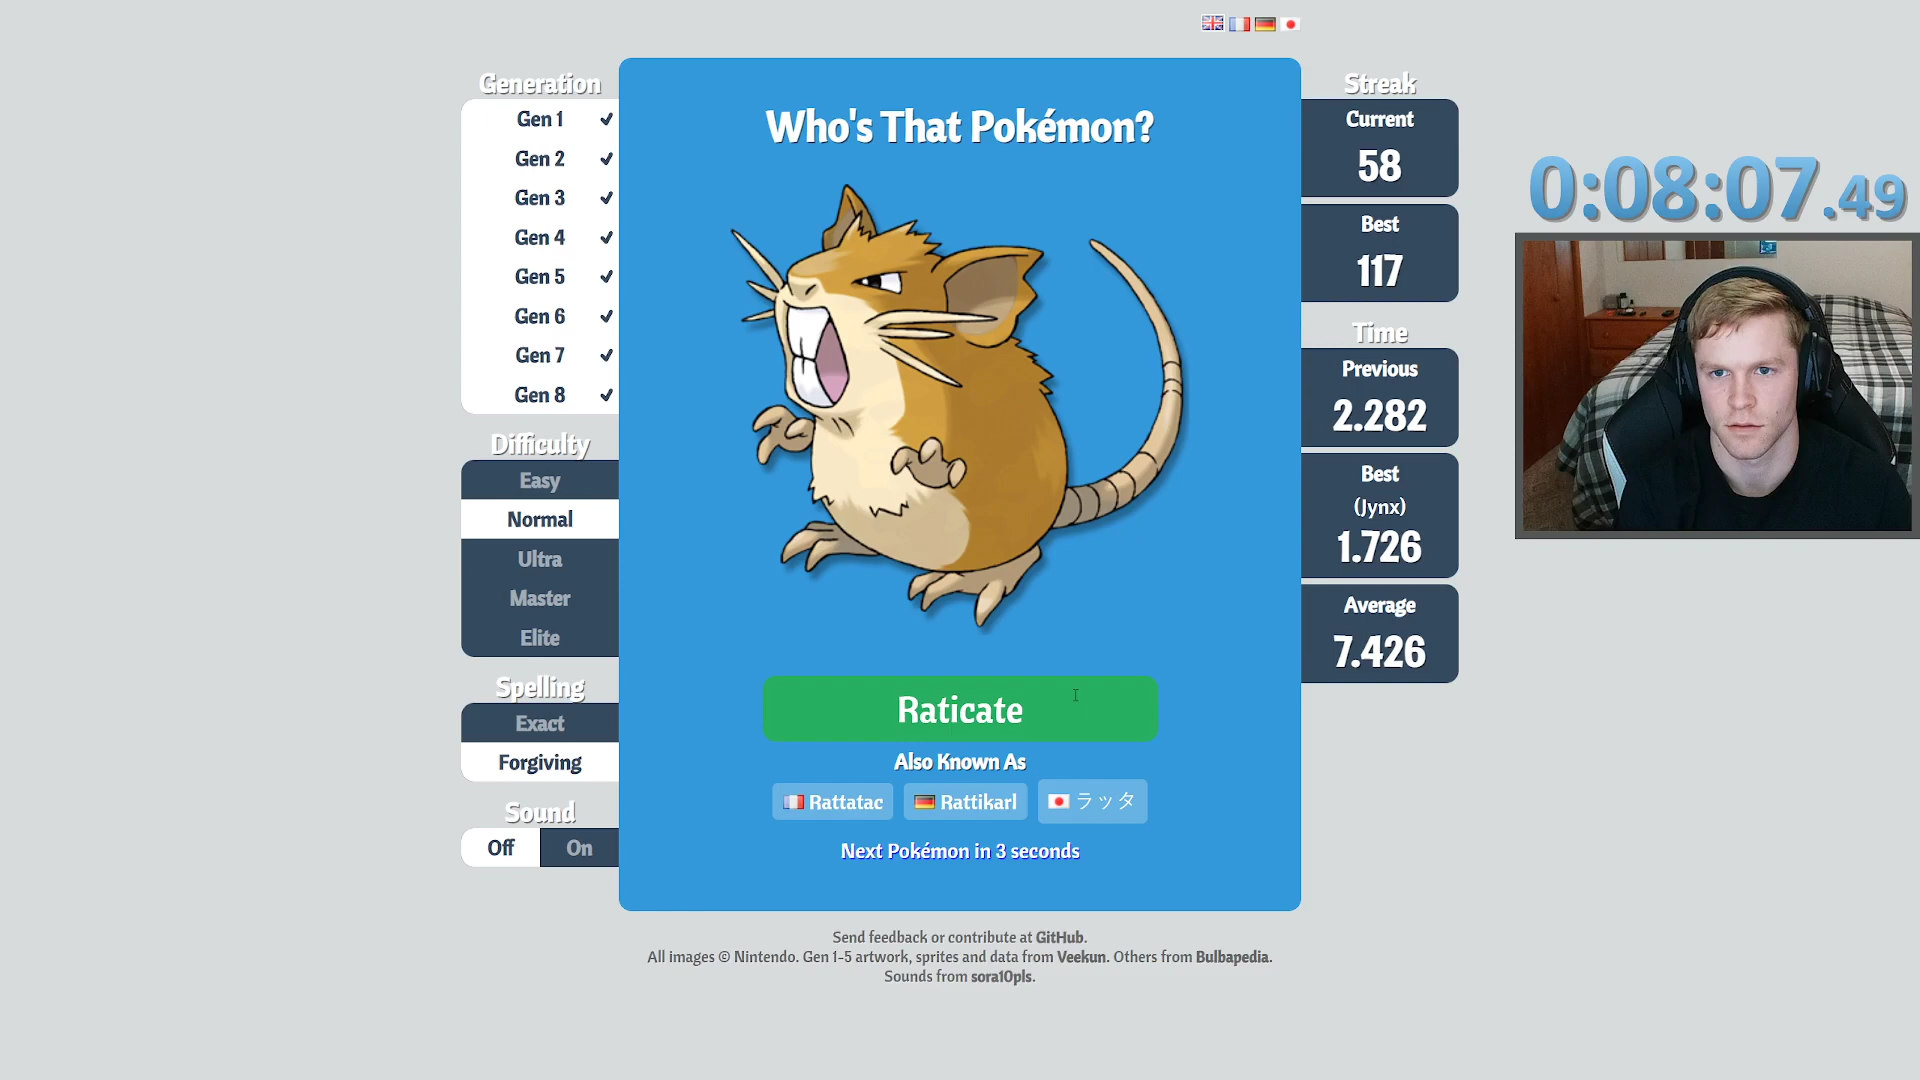 Generation
Gen 1
Gen 2
Gen 3
Gen 4
Gen 5
Gen 6
Gen 7
Gen 8
Difficulty
Easy
Normal
Ultra
Master
Elite
Spelling
Exact
Forgiving
Sound
Off On
Who's That Pokémon?
Raticate
Also Known As
Rattatac Rattikarl ラッタ
Next Pokémon in 3 seconds
Streak
Current
58
Best
117
Time
Previous
2.282
Best
(Jynx)
1.726
Average
7.426
0:08:07.49
Send feedback or contribute at GitHub.
All images © Nintendo. Gen 1-5 artwork, sprites and data from Veekun. Others from Bulbapedia.
Sounds from sora10pls.